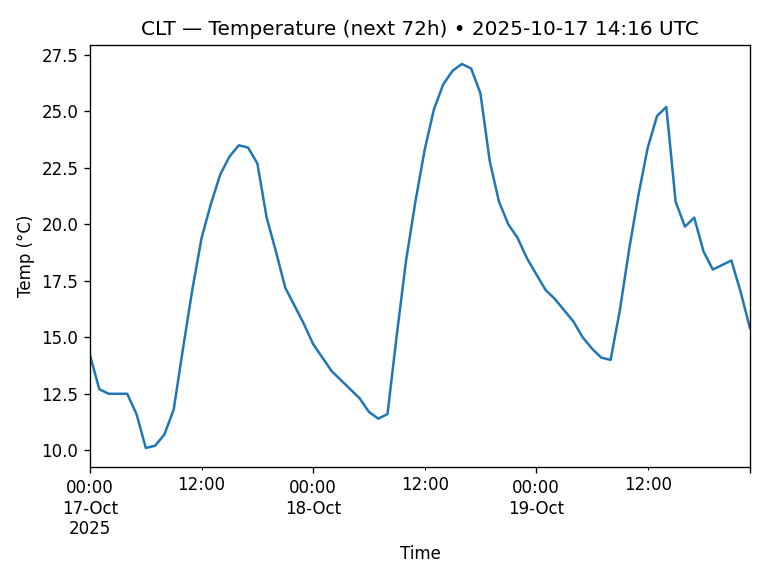 CLT — Temperature (next 72h) • 2025-10-17 14:16 UTC
27.5
25.0
22.5
20.0
17.5
15.0
12.5
10.0
Temp (°C)
00:00 12:00 00:00 12:00 00:00 12:00
17-Oct 18-Oct 19-Oct
2025
Time